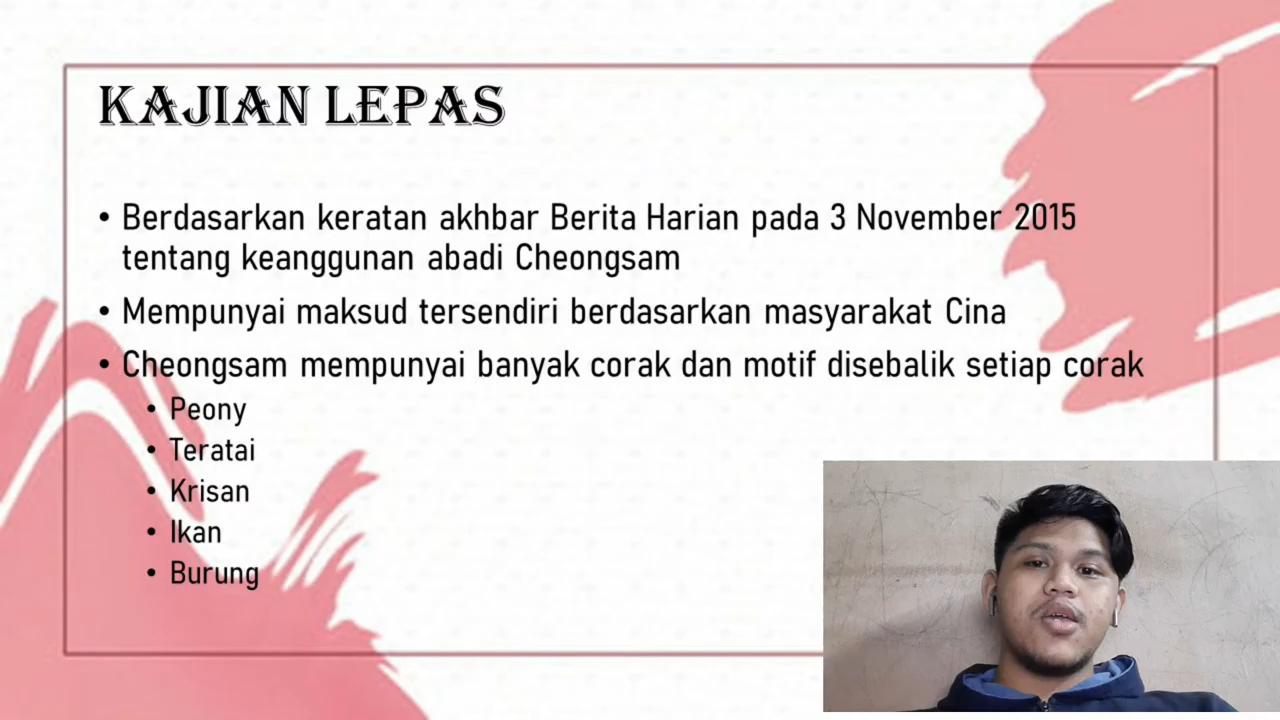 KAJIAN LEPAS
• Berdasarkan keratan akhbar Berita Harian pada 3 November 2015
tentang keanggunan abadi Cheongsam
• Mempunyai maksud tersendiri berdasarkan masyarakat Cina
• Cheongsam mempunyai banyak corak dan motif disebalik setiap corak
• Peony
• Teratai
• Krisan
• Ikan
• Burung